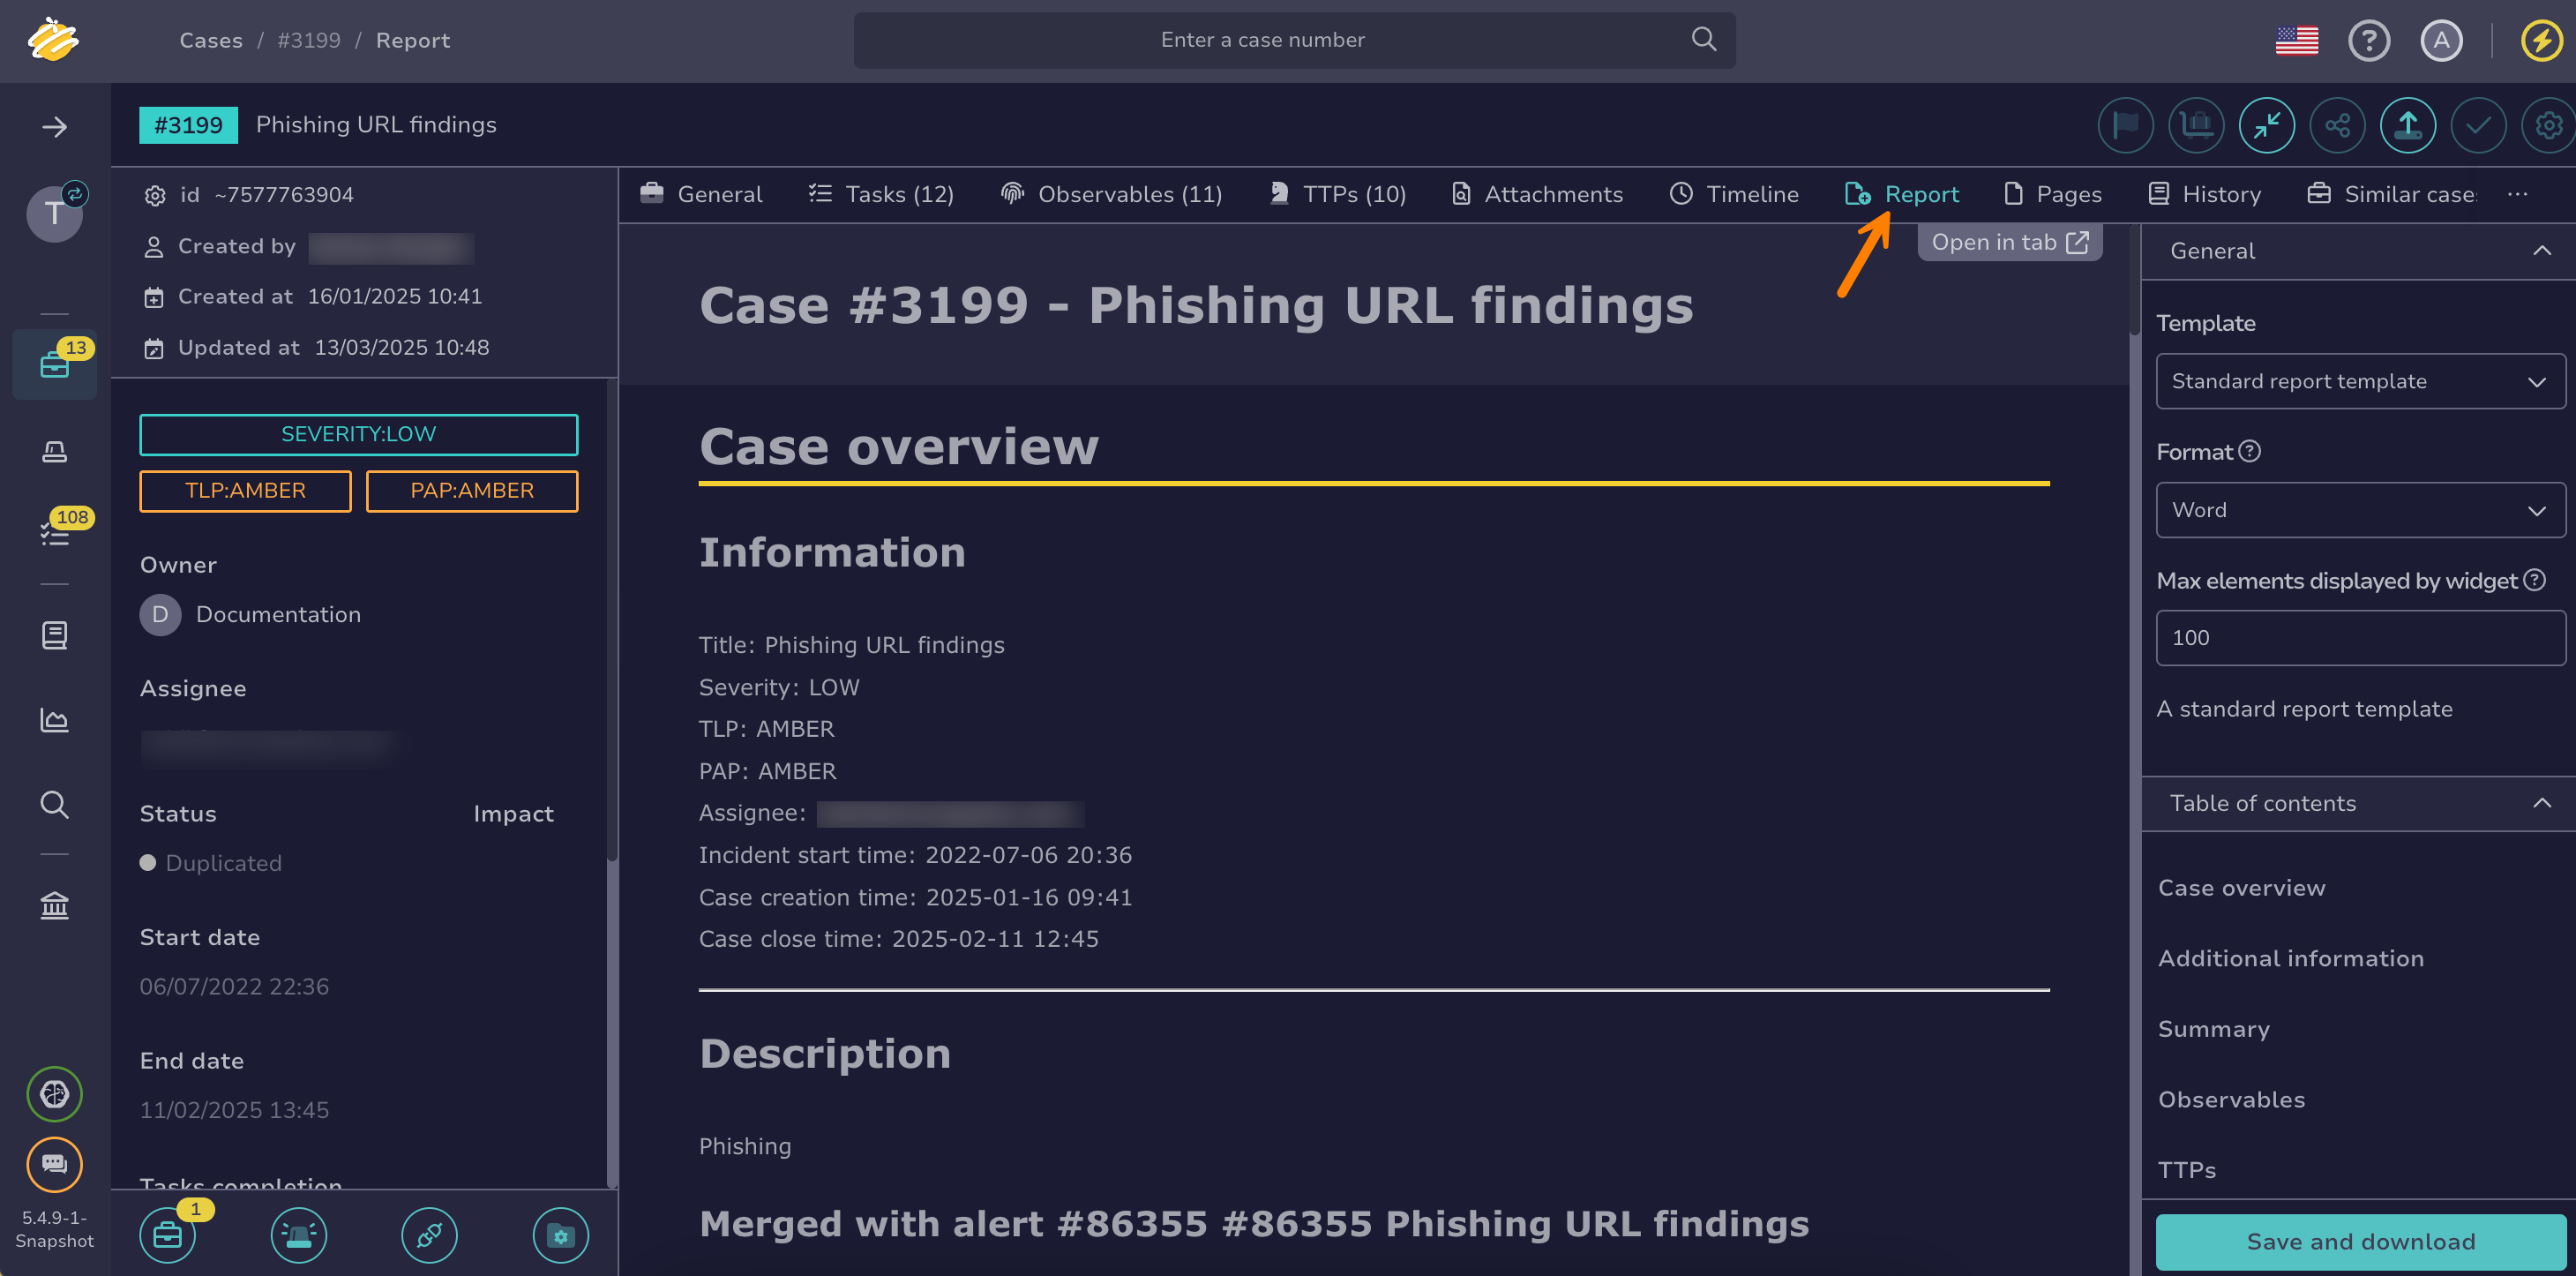 Cases / #3199 / Report
Enter a case number
?
A
#3199 Phishing URL findings
T
13
108
5.4.9-1-
Snapshot
id ~7577763904
Created by
Created at 16/01/2025 10:41
Updated at 13/03/2025 10:48
SEVERITY:LOW
TLP:AMBER PAP:AMBER
Owner
D Documentation
Assignee
Status Impact
Duplicated
Start date
06/07/2022 22:36
End date
11/02/2025 13:45
Tasks completion
1
General Tasks (12) Observables (11) TTPs (10) Attachments Timeline Report Pages History Similar case ...
Open in tab
Case #3199 - Phishing URL findings
Case overview
Information
Title: Phishing URL findings
Severity: LOW
TLP: AMBER
PAP: AMBER
Assignee:
Incident start time: 2022-07-06 20:36
Case creation time: 2025-01-16 09:41
Case close time: 2025-02-11 12:45
Description
Phishing
Merged with alert #86355 #86355 Phishing URL findings
General
Template
Standard report template
Format ?
Word
Max elements displayed by widget ?
100
A standard report template
Table of contents
Case overview
Additional information
Summary
Observables
TTPs
Save and download